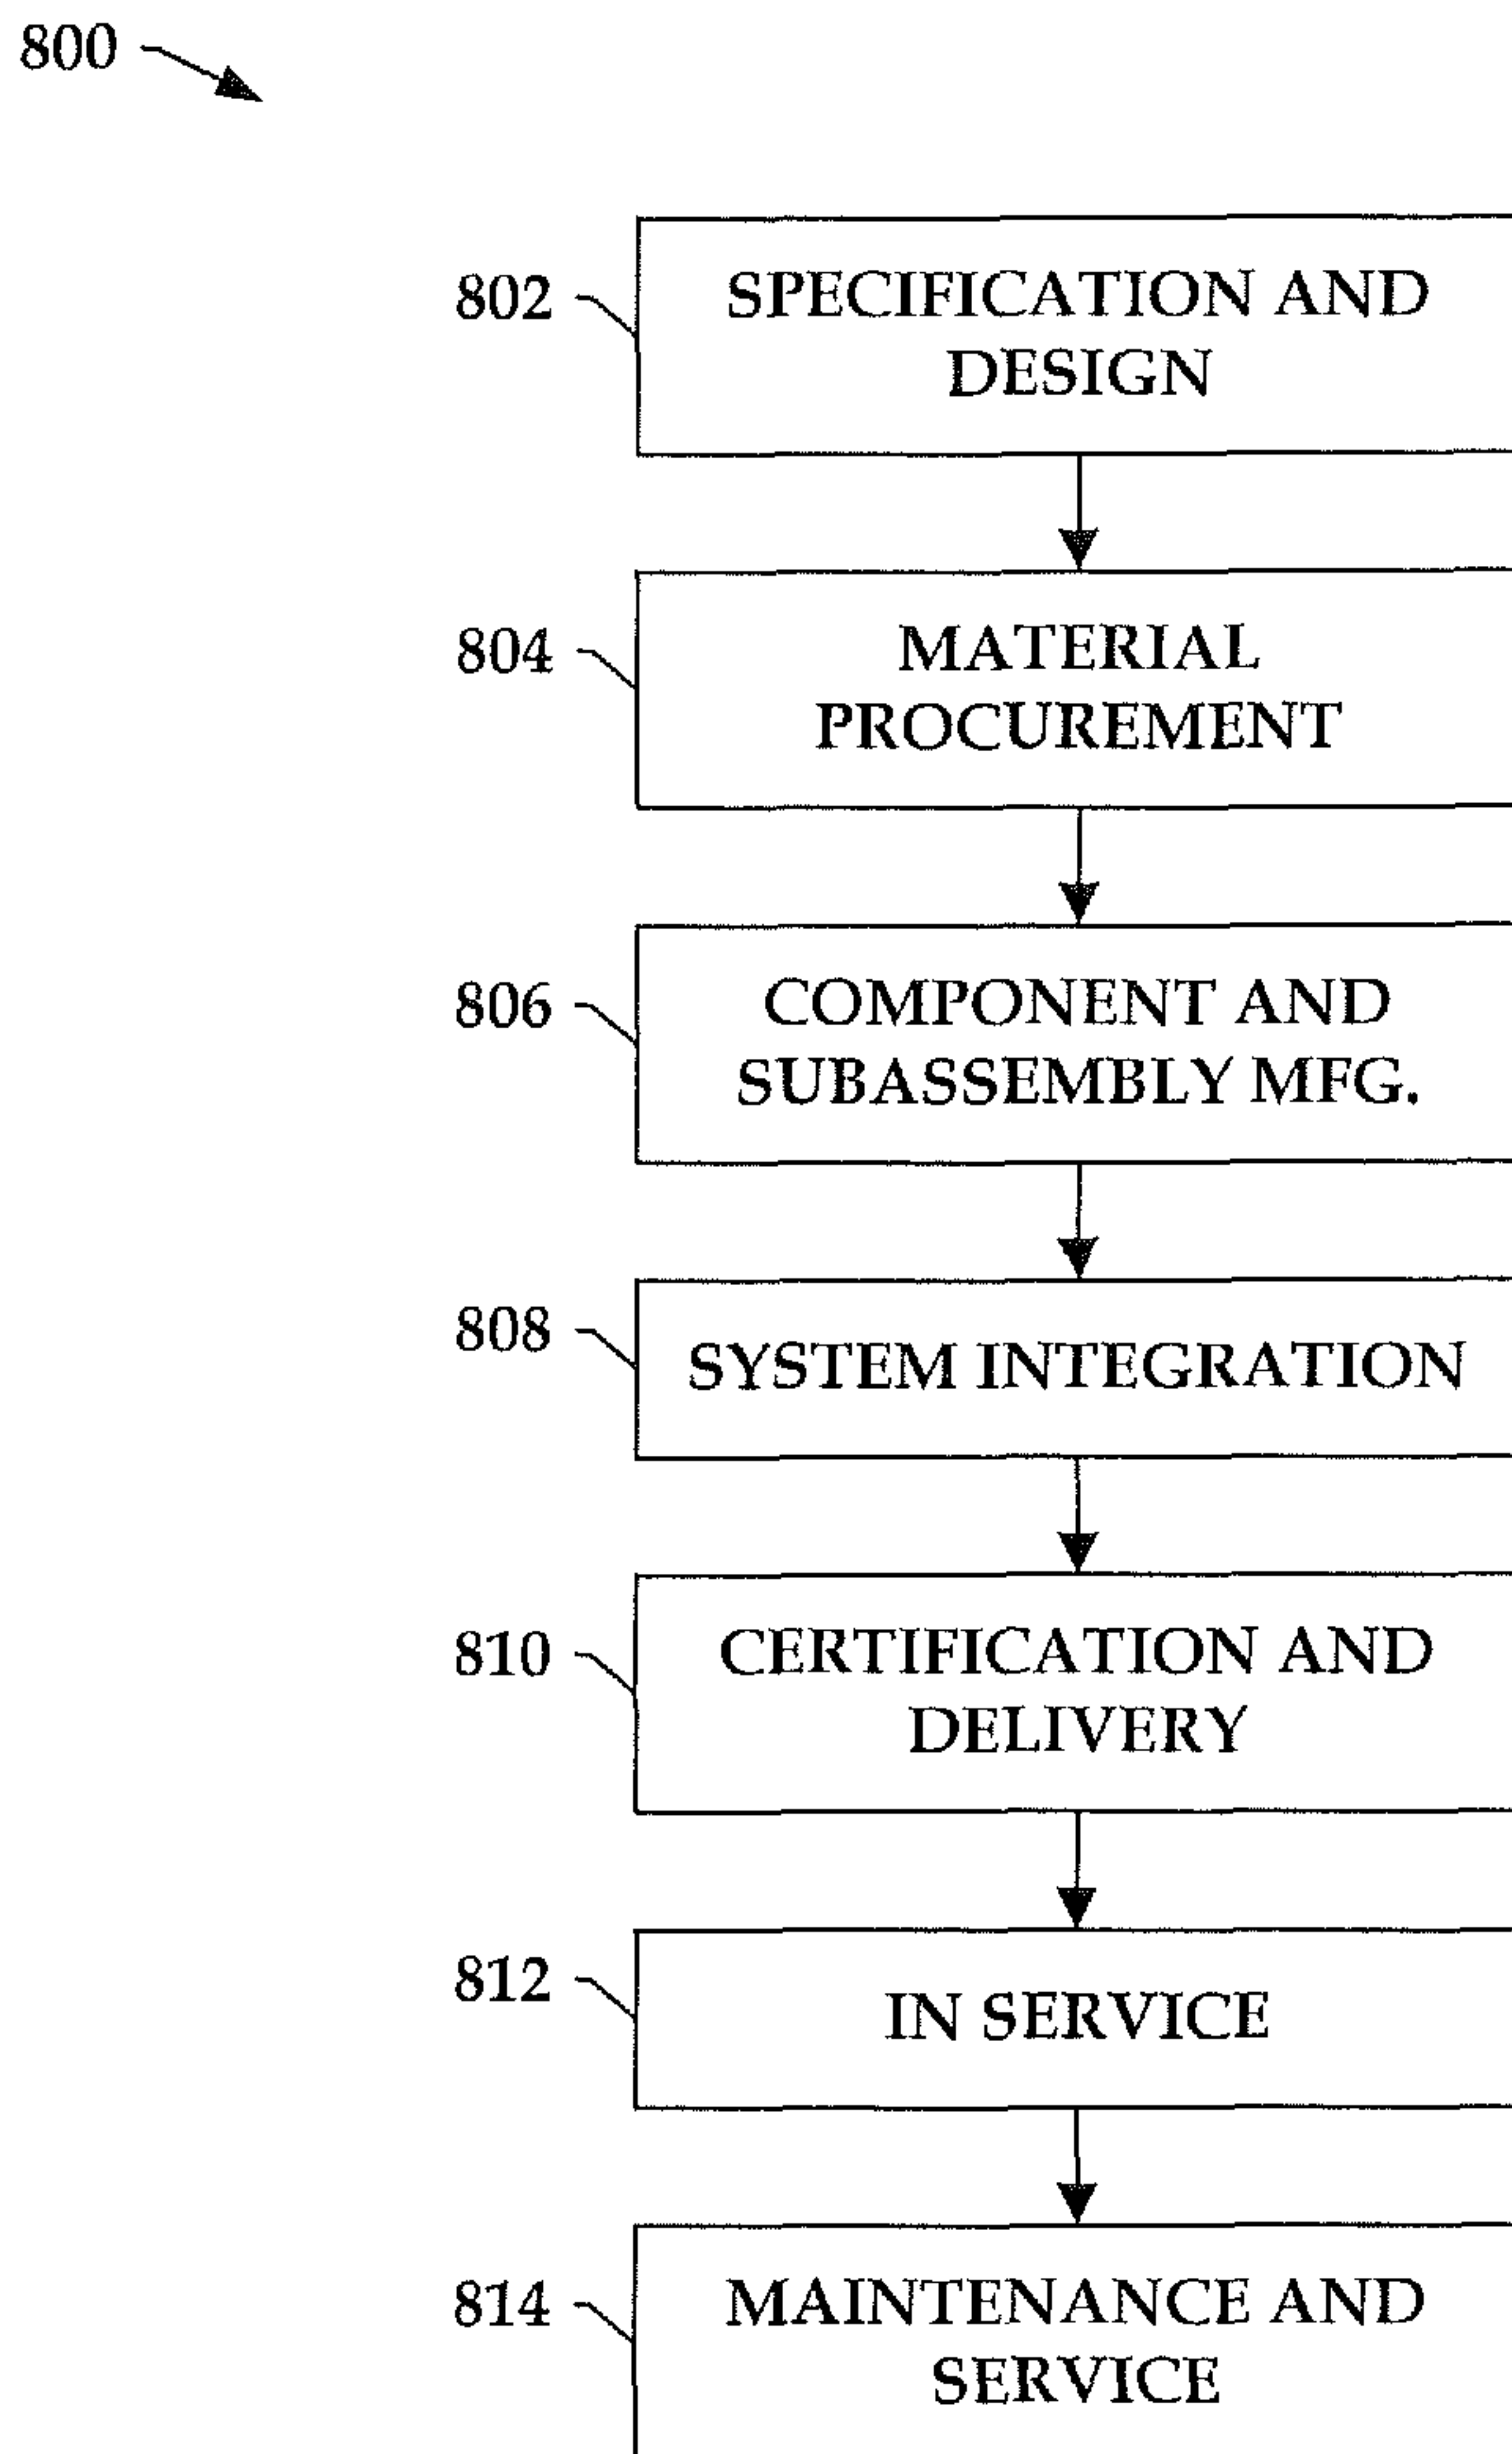 800
802
SPECIFICATION AND
DESIGN
804
MATERIAL
PROCUREMENT
806
COMPONENT AND
SUBASSEMBLY MFG.
808
SYSTEM INTEGRATION
810
CERTIFICATION AND
DELIVERY
812
IN SERVICE
814
MAINTENANCE AND
SERVICE